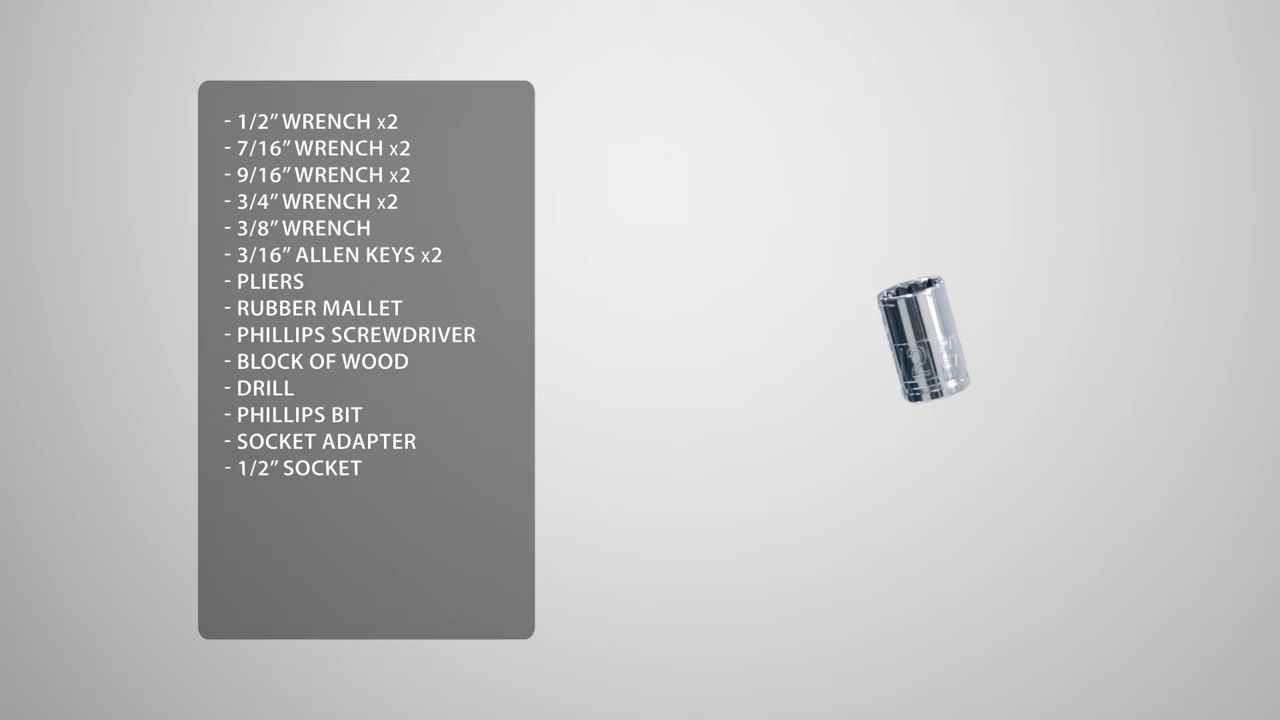 - 1/2” WRENCH x2
- 7/16” WRENCH x2
- 9/16” WRENCH x2
- 3/4” WRENCH x2
- 3/8” WRENCH
- 3/16” ALLEN KEYS x2
- PLIERS
- RUBBER MALLET
- PHILLIPS SCREWDRIVER
- BLOCK OF WOOD
- DRILL
- PHILLIPS BIT
- SOCKET ADAPTER
- 1/2” SOCKET